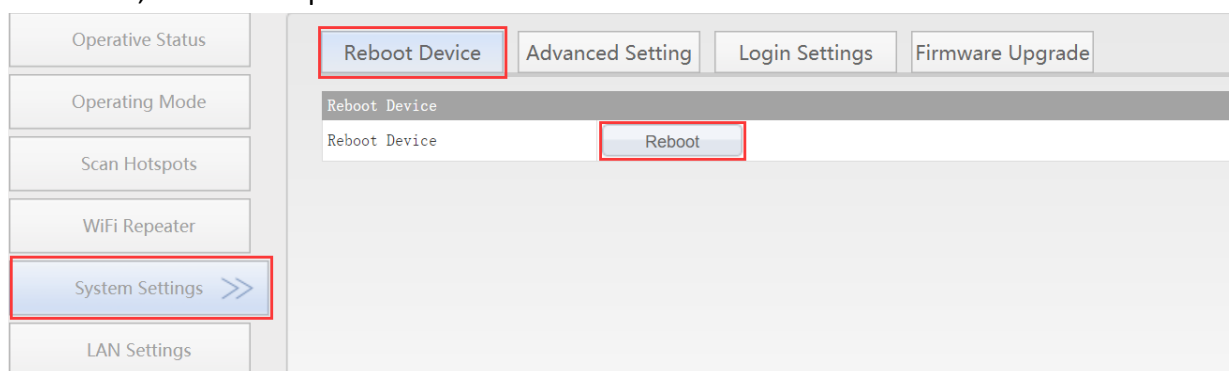 Operative Status
Operating Mode
Scan Hotspots
WiFi Repeater
System Settings >>
LAN Settings
Reboot Device Advanced Setting Login Settings Firmware Upgrade
Reboot Device
Reboot Device Reboot